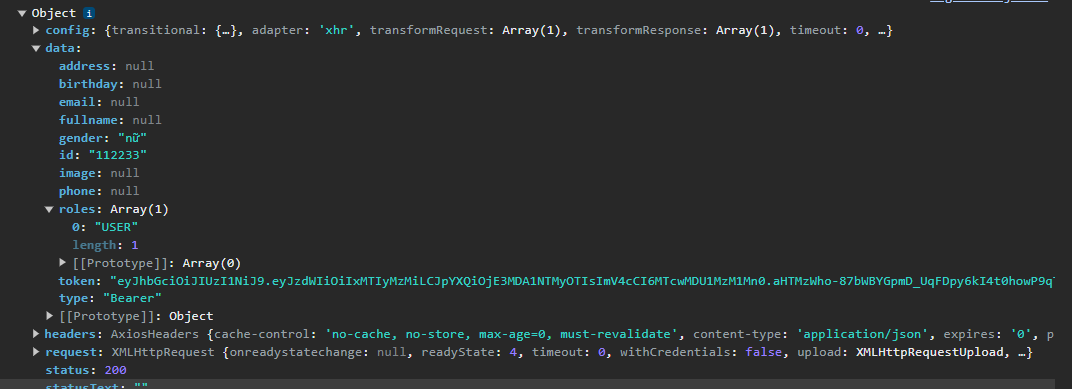 Object i
config: {transitional: {…}, adapter: 'xhr', transformRequest: Array(1), transformResponse: Array(1), timeout: 0, …}
data:
address: null
birthday: null
email: null
fullname: null
gender: "nữ"
id: "112233"
image: null
phone: null
roles: Array(1)
0: "USER"
length: 1
[[Prototype]]: Array(0)
token: "eyJhbGciOiJIUzI1NiJ9.eyJzdWIiOiIxMTIyMzMiLCJpYXQiOjE3MDA1NTMyOTIsImV4cCI6MTcwMDU1MzM1Mn0.aHTMzWho-87bWBYGpmD_UqFDpy6kI4t0howP9q
type: "Bearer"
[[Prototype]]: Object
headers: AxiosHeaders {cache-control: 'no-cache, no-store, max-age=0, must-revalidate', content-type: 'application/json', expires: '0', p
request: XMLHttpRequest {onreadystatechange: null, readyState: 4, timeout: 0, withCredentials: false, upload: XMLHttpRequestUpload, …}
status: 200
statusText: ""